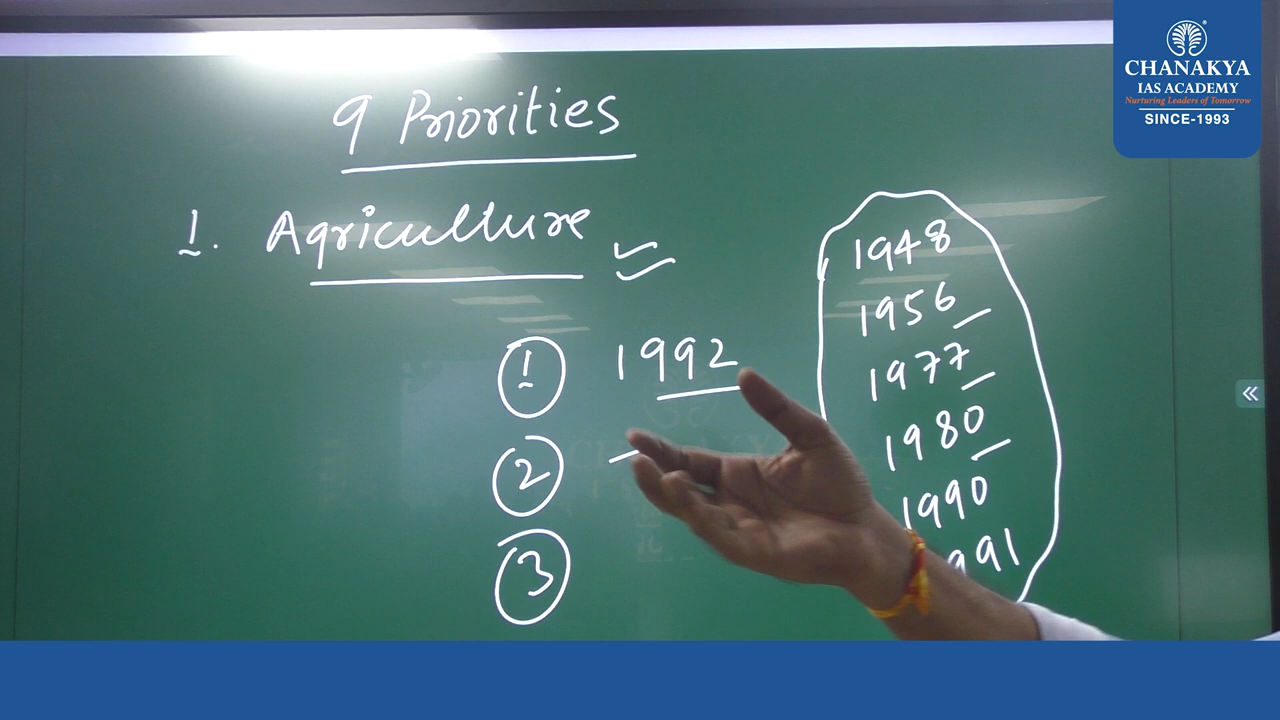 CHANAKYA
IAS ACADEMY
Nurturing Leaders of Tomorrow
SINCE-1993
9 Priorities
1. Agriculture
① 1992
②
③
1948
1956
1977
1980
1990
991